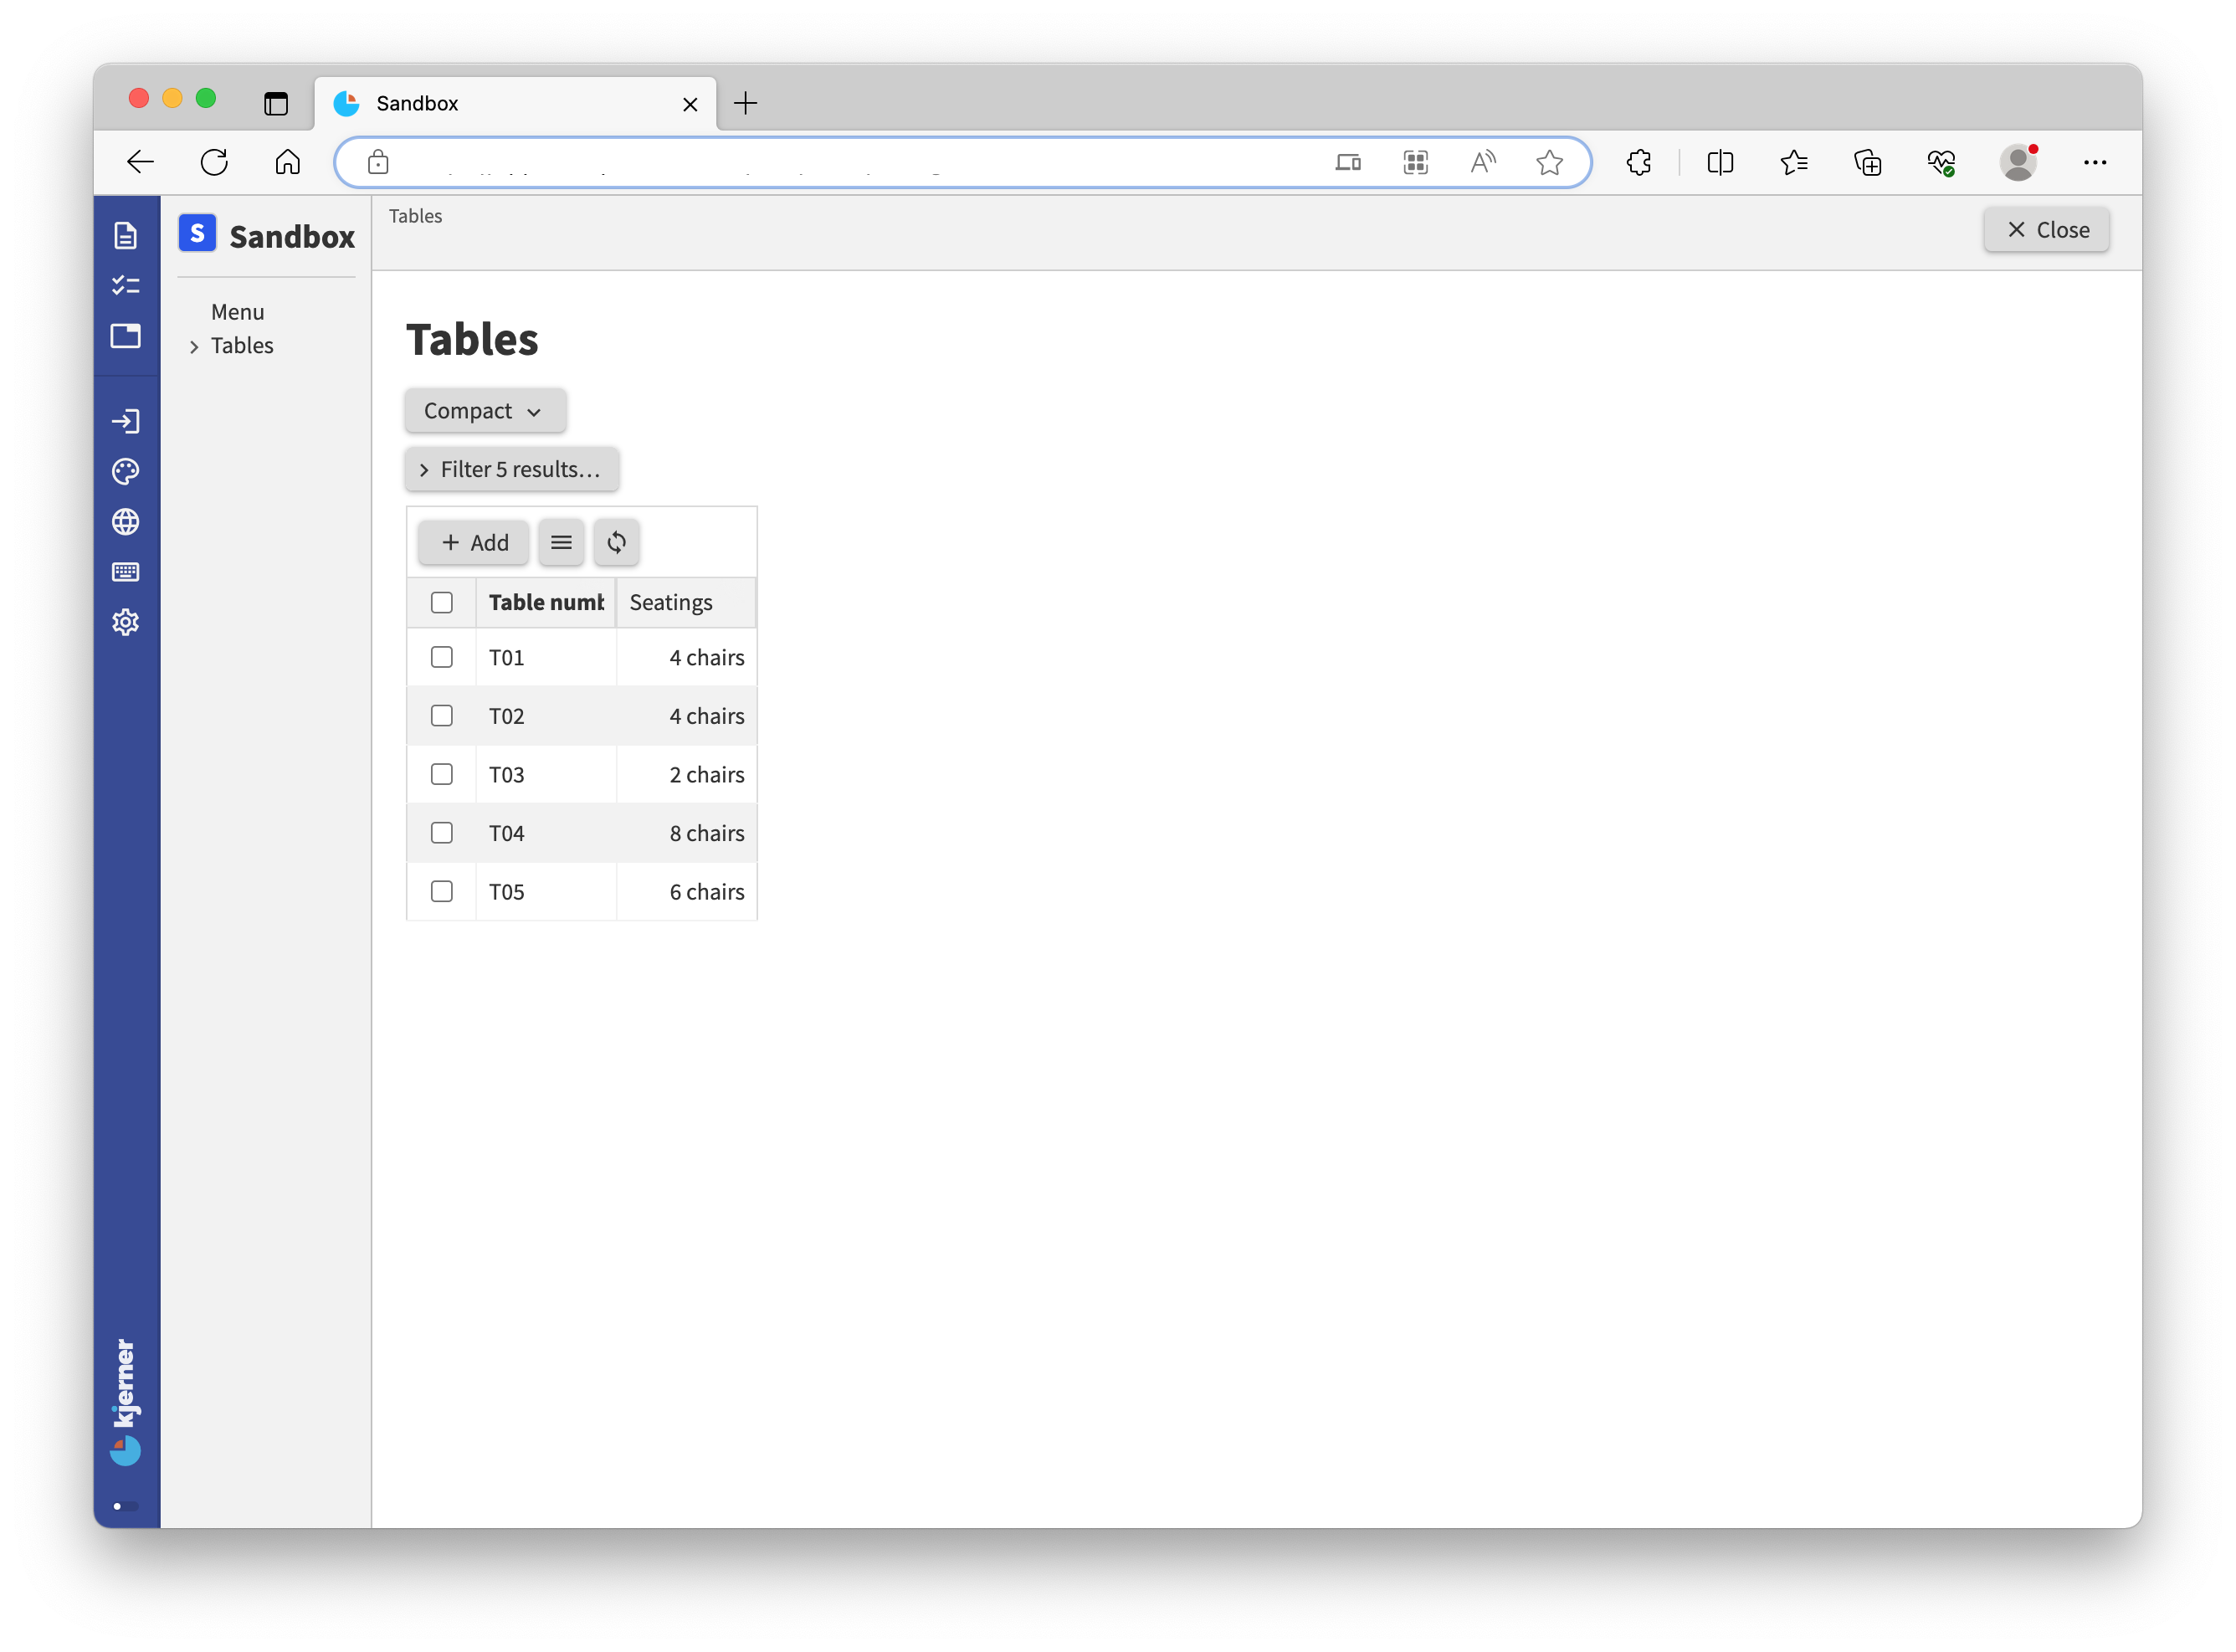 Sandbox
S Sandbox
Tables
Close
Menu
Tables
Tables
Compact
Filter 5 results...
Add
Table numb Seatings
T01 4 chairs
T02 4 chairs
T03 2 chairs
T04 8 chairs
T05 6 chairs
kjerner